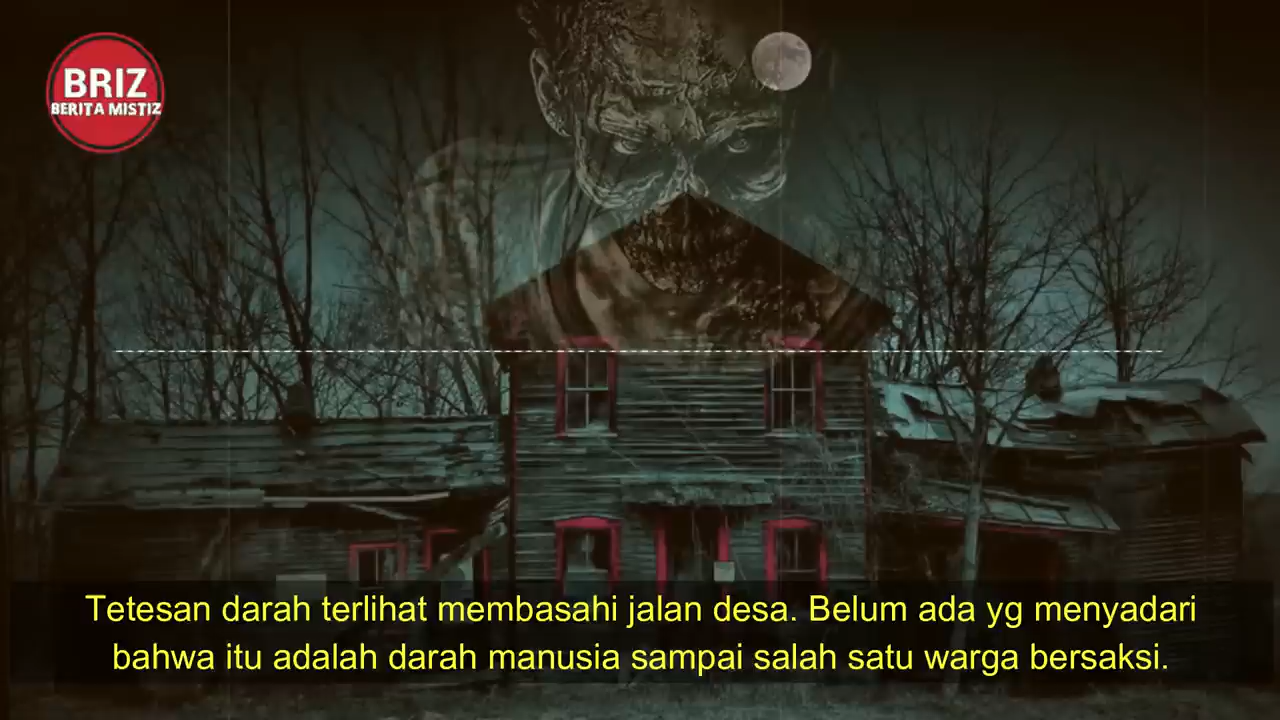 BRIZ
BERITA MISTIZ
Tetesan darah terlihat membasahi jalan desa. Belum ada yg menyadari
bahwa itu adalah darah manusia sampai salah satu warga bersaksi.